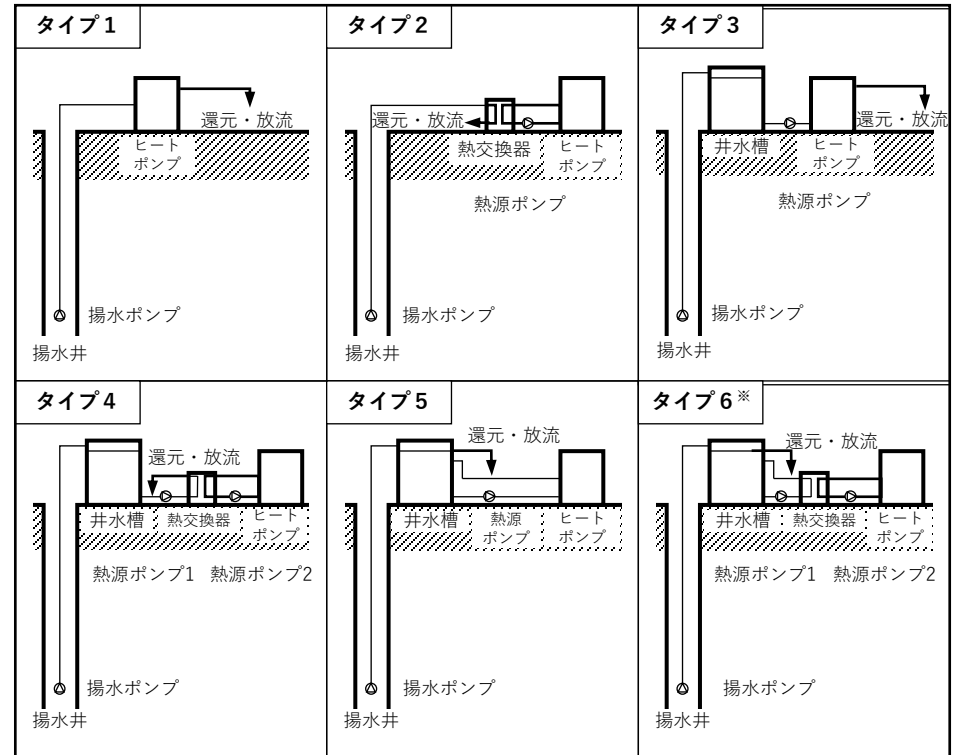 タイプ1
還元・放流
ヒート
ポンプ
揚水ポンプ
揚水井
タイプ2
還元・放流
熱交換器
ヒート
ポンプ
熱源ポンプ
揚水ポンプ
揚水井
タイプ3
還元・放流
井水槽
ヒート
ポンプ
熱源ポンプ
揚水ポンプ
揚水井
タイプ4
還元・放流
井水槽
熱交換器
ヒート
ポンプ
熱源ポンプ1 熱源ポンプ2
揚水ポンプ
揚水井
タイプ5
還元・放流
井水槽
熱源
ポンプ
ヒート
ポンプ
揚水ポンプ
揚水井
タイプ6※
還元・放流
井水槽
熱交換器
ヒート
ポンプ
熱源ポンプ1 熱源ポンプ2
揚水ポンプ
揚水井